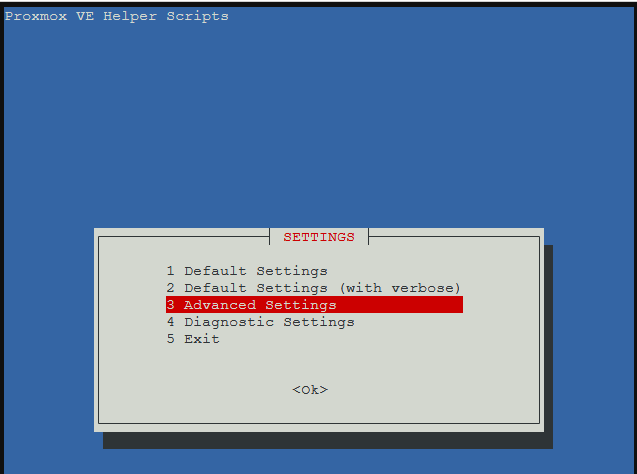 Proxmox VE Helper Scripts
SETTINGS
1 Default Settings
2 Default Settings (with verbose)
3 Advanced Settings
4 Diagnostic Settings
5 Exit
<Ok>